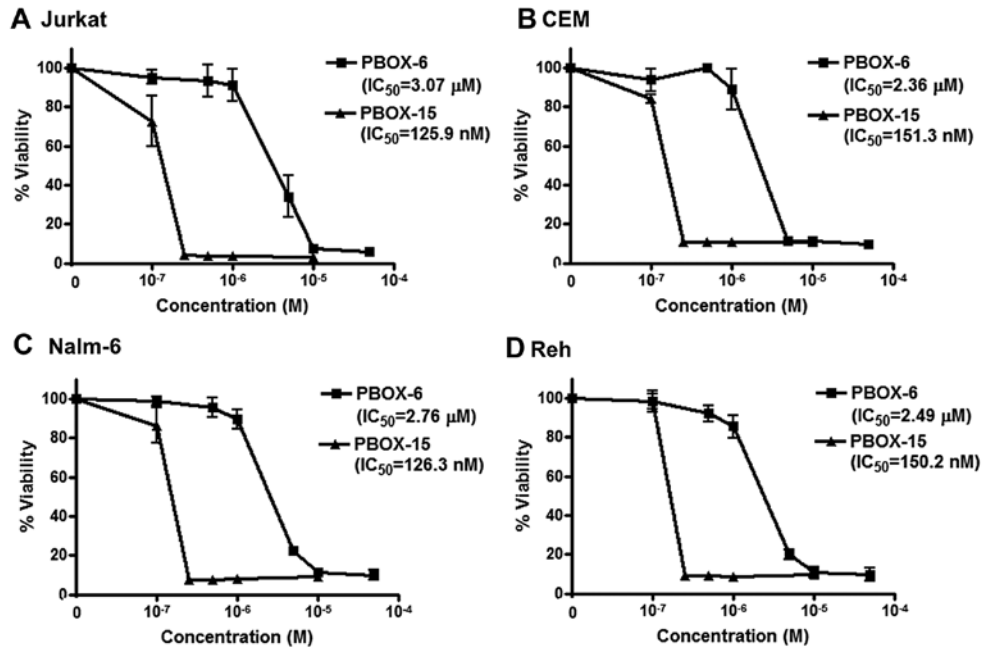 A Jurkat
% Viability
100
80
60
40
20
0
0
10-7
10-6
10-5
10-4
Concentration (M)
PBOX-6
(IC50=3.07 µM)
PBOX-15
(IC50=125.9 nM)
B CEM
% Viability
100
80
60
40
20
0
0
10-7
10-6
10-5
10-4
Concentration (M)
PBOX-6
(IC50=2.36 µM)
PBOX-15
(IC50=151.3 nM)
C Nalm-6
% Viability
100
80
60
40
20
0
0
10-7
10-6
10-5
10-4
Concentration (M)
PBOX-6
(IC50=2.76 µM)
PBOX-15
(IC50=126.3 nM)
D Reh
% Viability
100
80
60
40
20
0
0
10-7
10-6
10-5
10-4
Concentration (M)
PBOX-6
(IC50=2.49 µM)
PBOX-15
(IC50=150.2 nM)